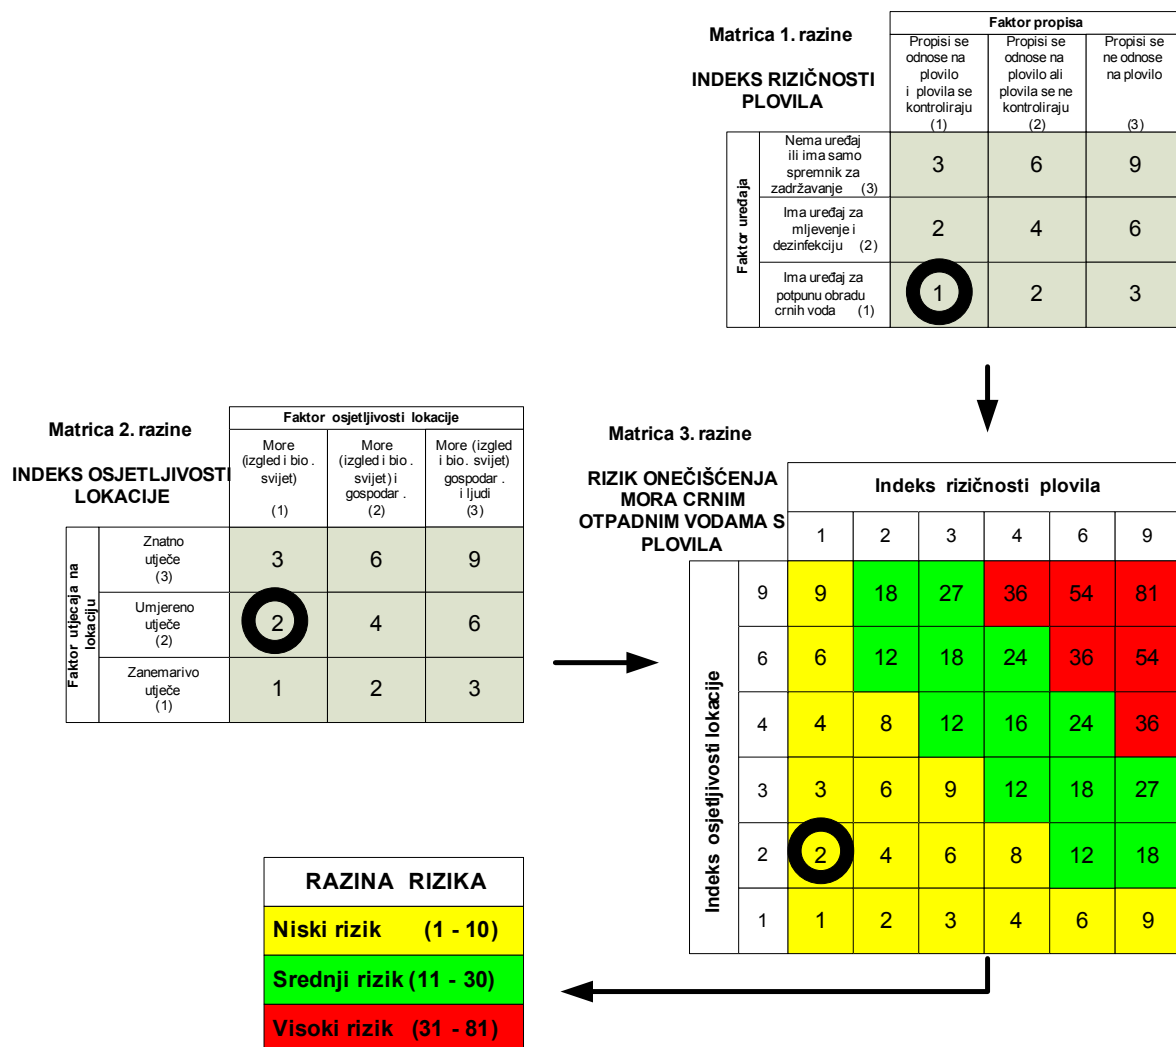 Matrica 1. razine
INDEKS RIZIČNOSTI
PLOVILA
Faktor propisa
Propisi se
odnose na
plovilo
i plovila se
kontroliraju
(1)
Propisi se
odnose na
plovilo ali
plovila se ne
kontroliraju
(2)
Propisi se
ne odnose
na plovilo
(3)
Faktor uređaja
Nema uređaj
ili ima samo
spremnik za
zadržavanje (3)
3 6 9
Ima uređaj za
mljevenje i
dezinfekciju (2)
2 4 6
Ima uređaj za
potpunu obradu
crnih voda (1)
1 2 3
Matrica 2. razine
INDEKS OSJETLJIVOSTI
LOKACIJE
Faktor osjetljivosti lokacije
More
(izgled i bio.
svijet)
(1)
More
(izgled i bio.
svijet) i
gospodar.
(2)
More (izgled
i bio. svijet)
gospodar.
i ljudi
(3)
Faktor utjecaja na
lokaciju
Znatno
utječe
(3)
3 6 9
Umjereno
utječe
(2)
2 4 6
Zanemarivo
utječe
(1)
1 2 3
Matrica 3. razine
RIZIK ONEČIŠĆENJA
MORA CRNIM
OTPADNIM VODAMA S
PLOVILA
Indeks rizičnosti plovila
1 2 3 4 6 9
Indeks osjetljivosti lokacije
9 9 18 27 36 54 81
6 6 12 18 24 36 54
4 4 8 12 16 24 36
3 3 6 9 12 18 27
2 2 4 6 8 12 18
1 1 2 3 4 6 9
RAZINA RIZIKA
Niski rizik (1 - 10)
Srednji rizik (11 - 30)
Visoki rizik (31 - 81)